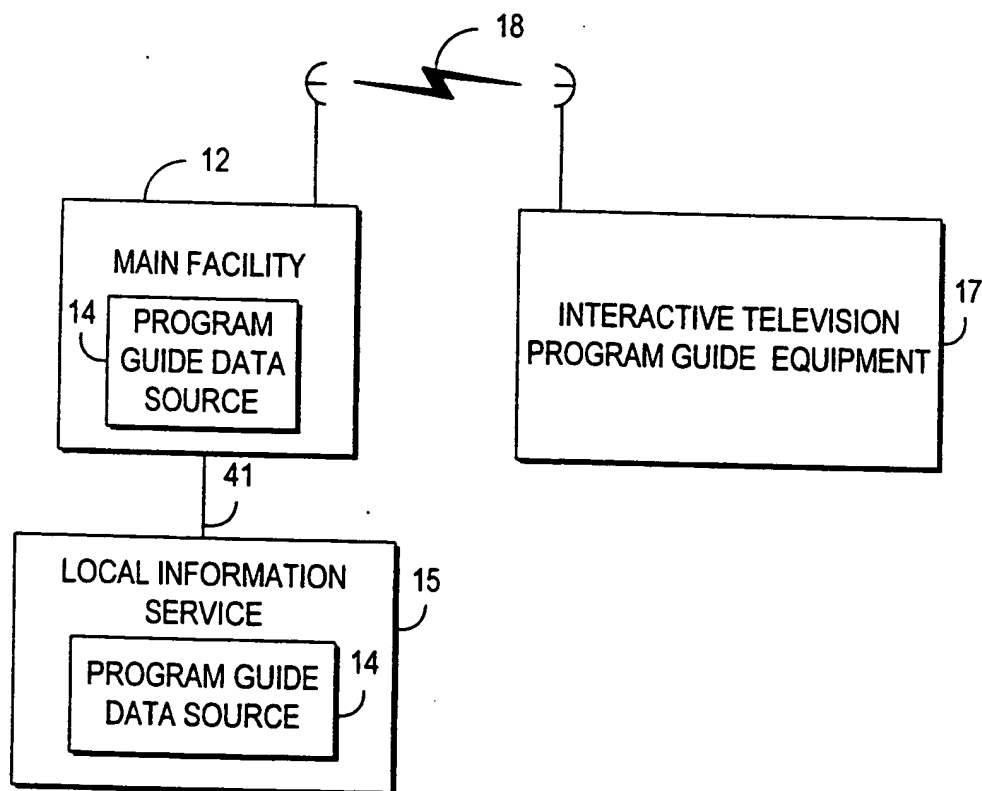 18
12
MAIN FACILITY
14
PROGRAM
GUIDE DATA
SOURCE
INTERACTIVE TELEVISION
PROGRAM GUIDE EQUIPMENT
17
41
LOCAL INFORMATION
SERVICE
15
PROGRAM GUIDE
DATA SOURCE
14